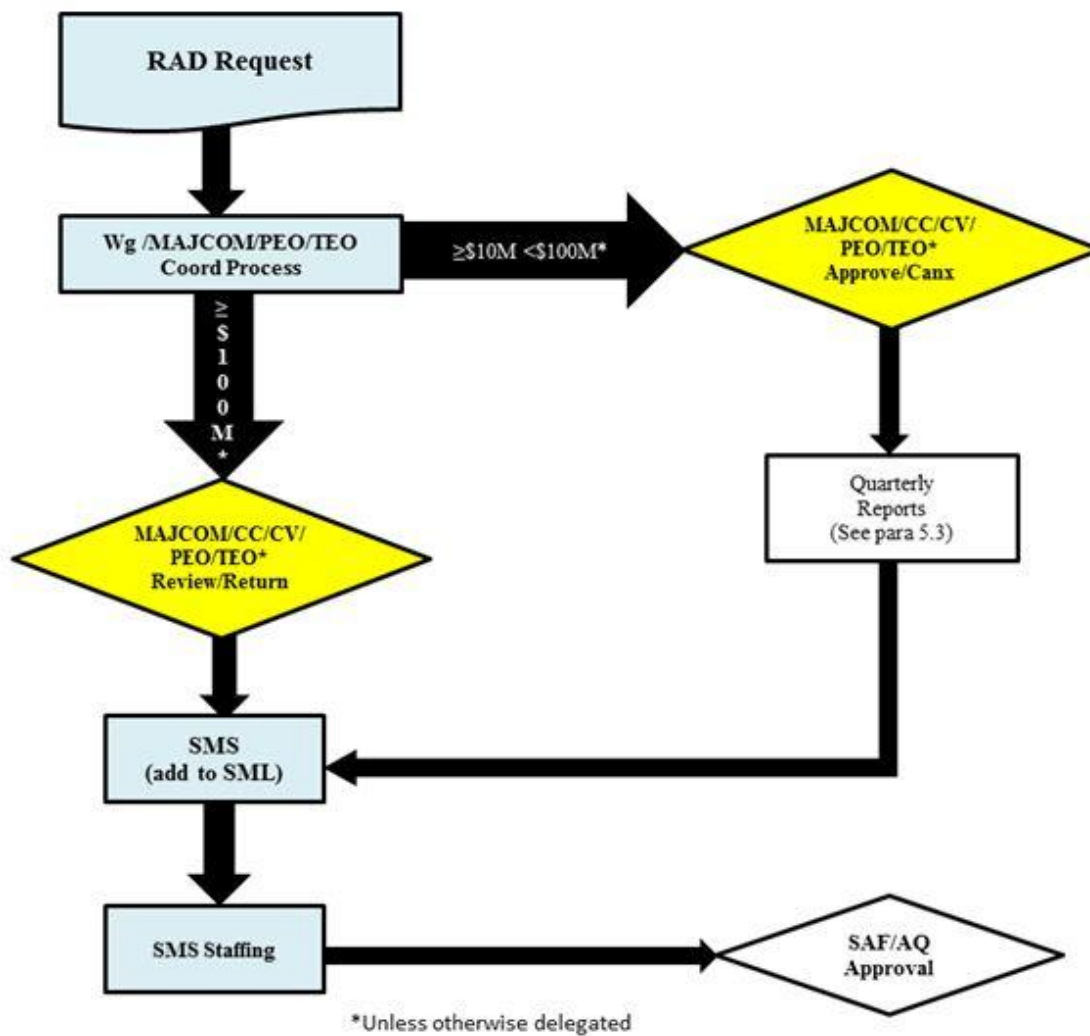 RAD Request
Wg /MAJCOM/PEO/TEO
Coord Process
≥$10M <$100M*
MAJCOM/CC/CV/
PEO/TEO*
Approve/Canx
≥
$
1
0
0
M
*
Quarterly
Reports
(See para 5.3)
MAJCOM/CC/CV/
PEO/TEO*
Review/Return
SMS
(add to SML)
SMS Staffing
SAF/AQ
Approval
*Unless otherwise delegated